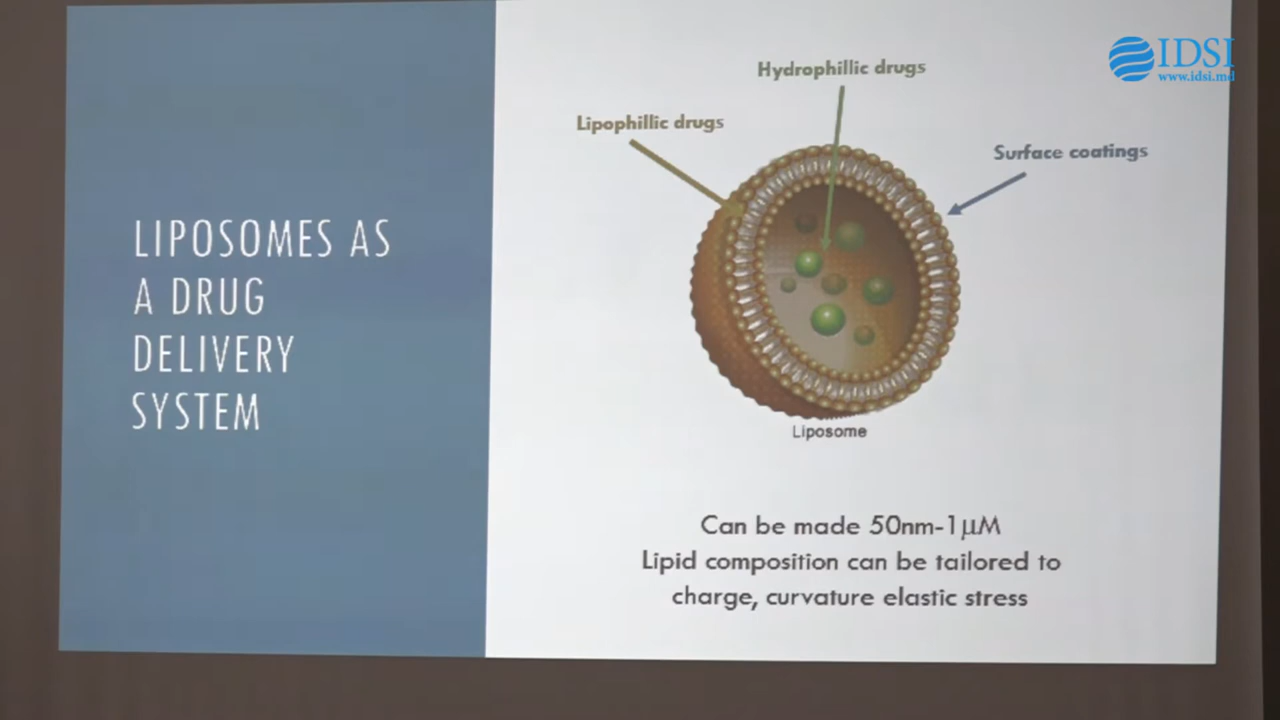 IDSI
www.idsi.md
LIPOSOMES AS
A DRUG
DELIVERY
SYSTEM
Hydrophillic drugs
Lipophillic drugs
Surface coatings
Liposome
Can be made 50nm-1μM
Lipid composition can be tailored to
charge, curvature elastic stress